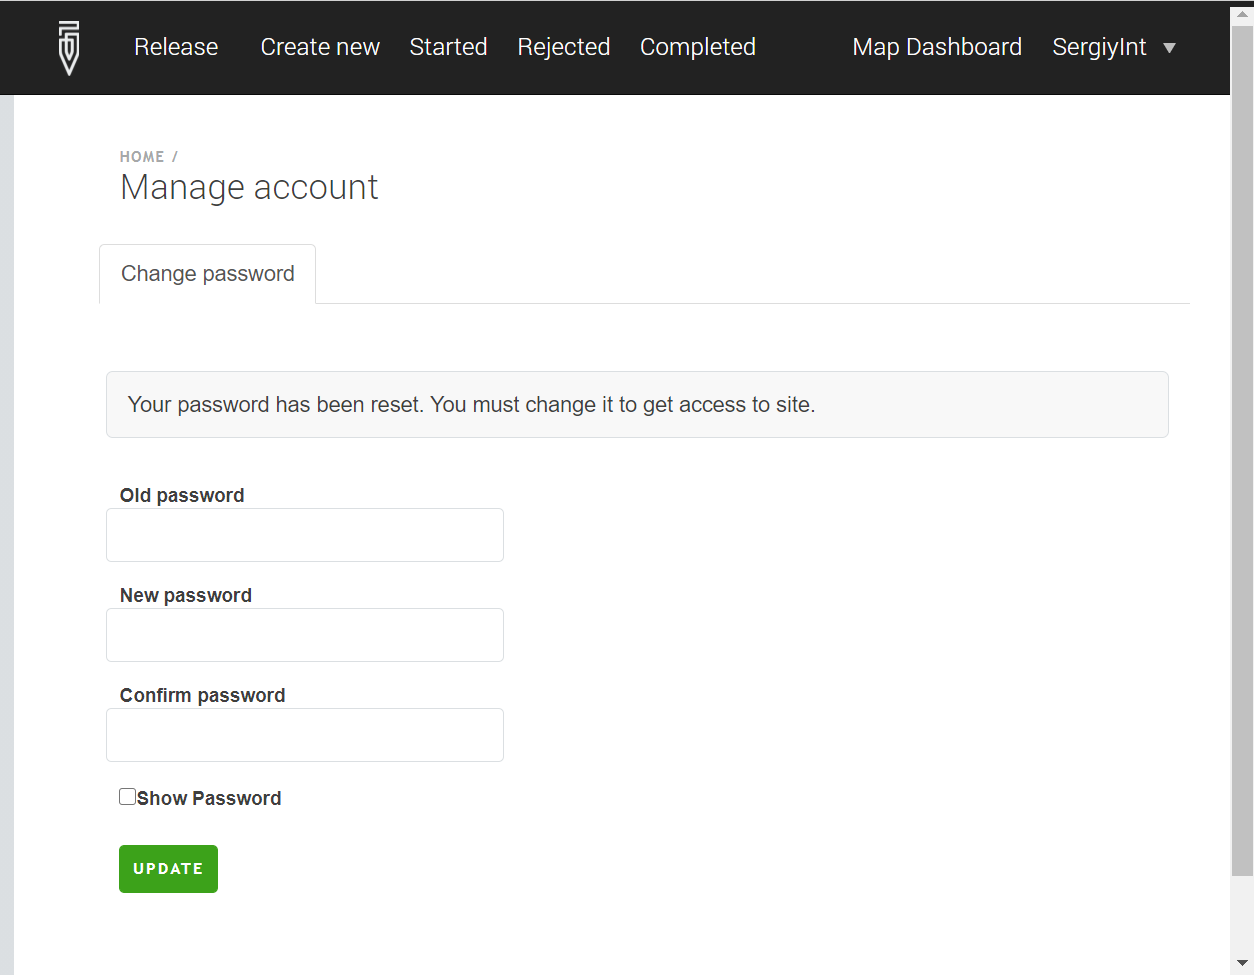 Release Create new Started Rejected Completed Map Dashboard SergiyInt
HOME /
Manage account
Change password
Your password has been reset. You must change it to get access to site.
Old password
New password
Confirm password
Show Password
UPDATE